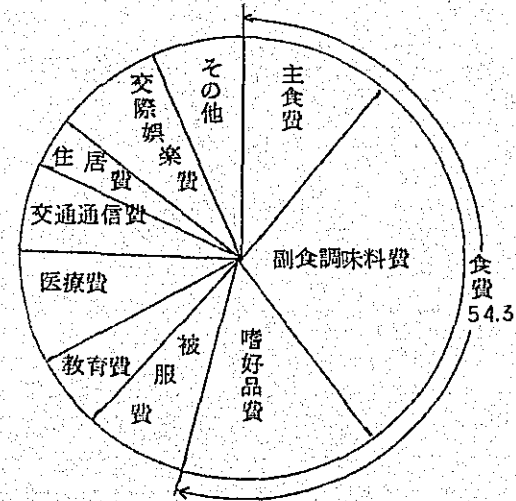 主食費
副食調味料費
食費
54.3
嗜好品費
被服費
教育費
医療費
交通通信費
住居費
交際娯楽費
その他